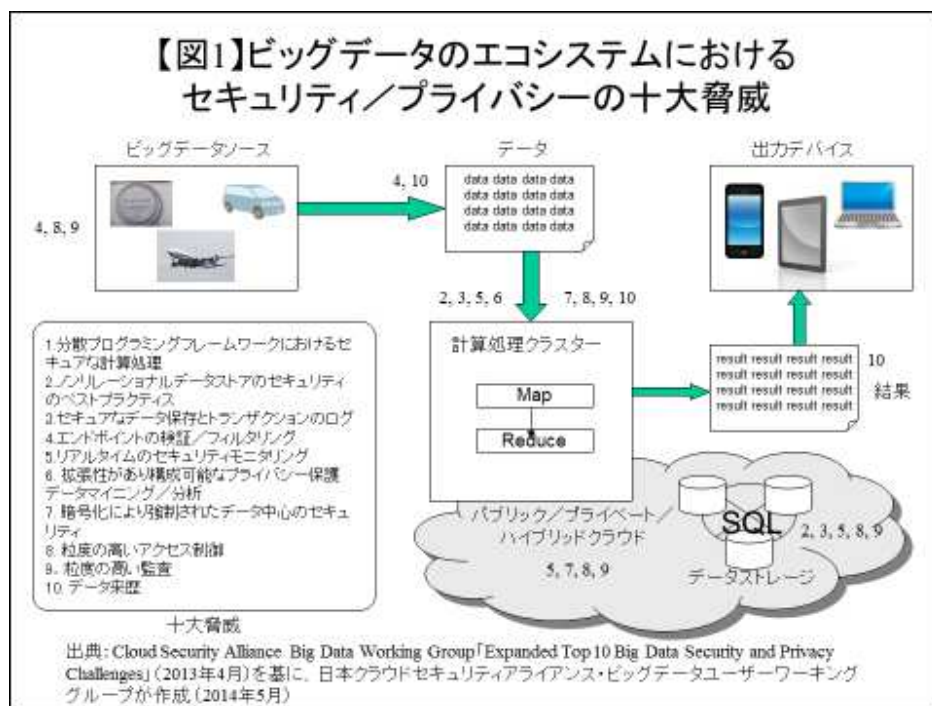 【図1】ビッグデータのエコシステムにおける
セキュリティ／プライバシーの十大脅威
ビッグデータソース
データ
出力デバイス
4, 8, 9
4, 10
data data data data
data data data data
data data data data
data data data data
2, 3, 5, 6
7, 8, 9, 10
計算処理クラスター
Map
Reduce
result result result result
result result result result
result result result result
result result result result
10
結果
1.分散プログラミングフレームワークにおけるセ
キュアな計算処理
2.ノンリレーショナルデータストアのセキュリティ
のベストプラクティス
3.セキュアなデータ保存とトランザクションのログ
4.エンドポイントの検証／フィルタリング
5.リアルタイムのセキュリティモニタリング
6. 拡張性があり構成可能なプライバシー保護
データマイニング／分析
7. 暗号化により強制されたデータ中心のセキュ
リティ
8. 粒度の高いアクセス制御
9. 粒度の高い監査
10. データ来歴
十大脅威
パブリック／プライベート／
ハイブリッドクラウド
5, 7, 8, 9
SQL
2, 3, 5, 8, 9
データストレージ
出典: Cloud Security Alliance Big Data Working Group「Expanded Top 10 Big Data Security and Privacy
Challenges」（2013年4月）を基に、日本クラウドセキュリティアライアンス・ビッグデータユーザーワーキング
グループが作成（2014年5月）